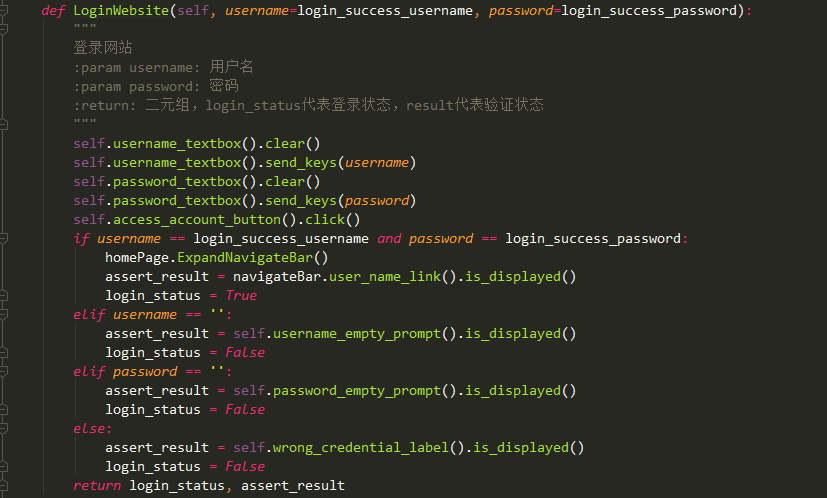 def LoginWebsite(self, username=login_success_username, password=login_success_password):
"""
登录网站
:param username: 用户名
:param password: 密码
:return: 二元组，login_status代表登录状态，result代表验证状态
"""
self.username_textbox().clear()
self.username_textbox().send_keys(username)
self.password_textbox().clear()
self.password_textbox().send_keys(password)
self.access_account_button().click()
if username == login_success_username and password == login_success_password:
homePage.ExpandNavigateBar()
assert_result = navigateBar.user_name_link().is_displayed()
login_status = True
elif username == '':
assert_result = self.username_empty_prompt().is_displayed()
login_status = False
elif password == '':
assert_result = self.password_empty_prompt().is_displayed()
login_status = False
else:
assert_result = self.wrong_credential_label().is_displayed()
login_status = False
return login_status, assert_result